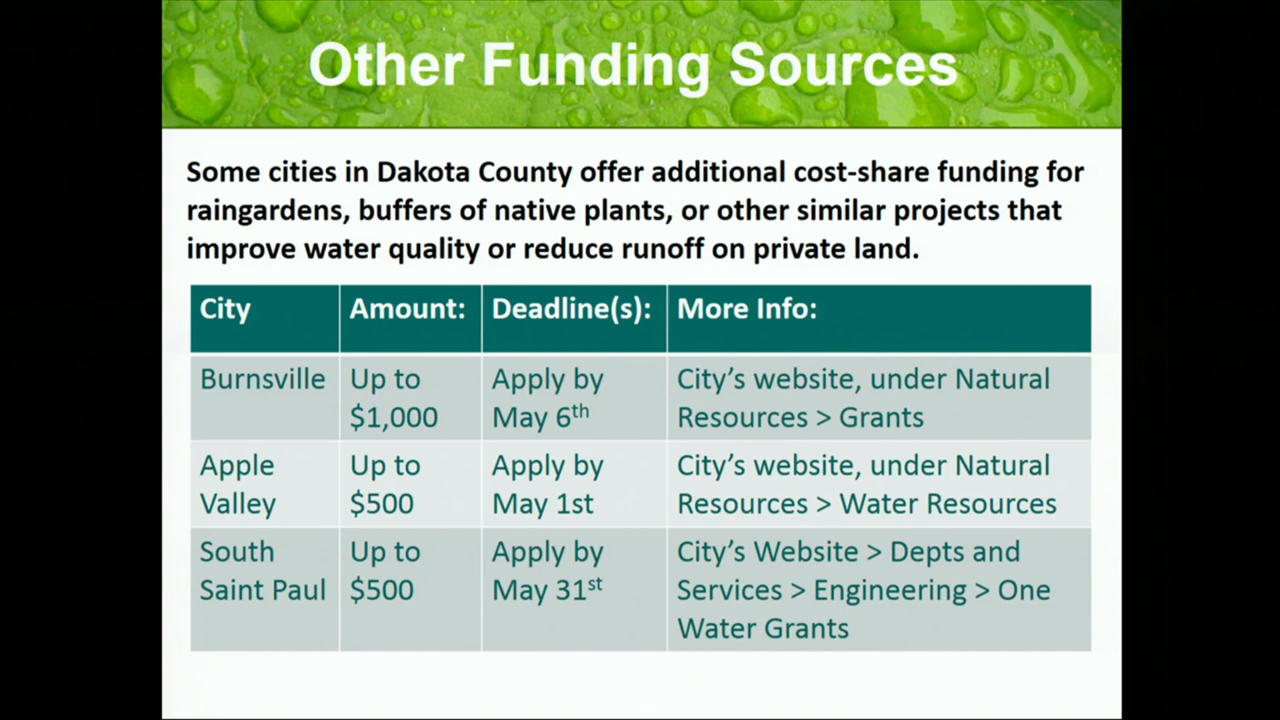 Other Funding Sources
Some cities in Dakota County offer additional cost-share funding for
raingardens, buffers of native plants, or other similar projects that
improve water quality or reduce runoff on private land.
City Amount: Deadline(s): More Info:
Burnsville Up to Apply by City’s website, under Natural
$1,000 May 6th Resources > Grants
Apple Up to Apply by City’s website, under Natural
Valley $500 May 1st Resources > Water Resources
South Up to Apply by City’s Website > Depts and
Saint Paul $500 May 31st Services > Engineering > One
Water Grants